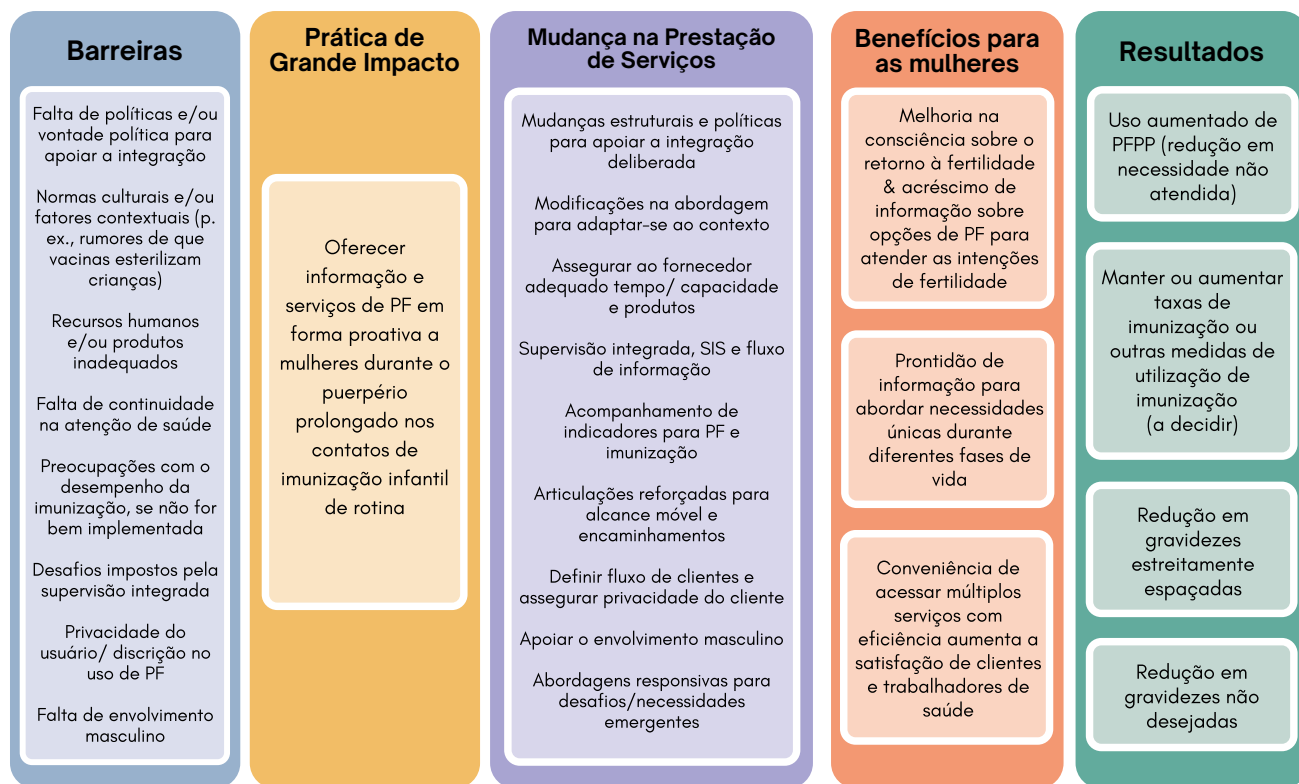 Barreiras
Falta de políticas e/ou
vontade política para
apoiar a integração
Normas culturais e/ou
fatores contextuais (p.
ex., rumores de que
vacinas esterilizam
crianças)
Recursos humanos
e/ou produtos
inadequados
Falta de continuidade
na atenção de saúde
Preocupações com o
desempenho da
imunização, se não for
bem implementada
Desafios impostos pela
supervisão integrada
Privacidade do
usuário/ discrição no
uso de PF
Falta de envolvimento
masculino
Prática de
Grande Impacto
Oferecer
informação e
serviços de PF em
forma proativa a
mulheres durante o
puerpério
prolongado nos
contatos de
imunização infantil
de rotina
Mudança na Prestação
de Serviços
Mudanças estruturais e políticas
para apoiar a integração
deliberada
Modificações na abordagem
para adaptar-se ao contexto
Assegurar ao fornecedor
adequado tempo/ capacidade
e produtos
Supervisão integrada, SIS e fluxo
de informação
Acompanhamento de
indicadores para PF e
imunização
Articulações reforçadas para
alcance móvel e
encaminhamentos
Definir fluxo de clientes e
assegurar privacidade do cliente
Apoiar o envolvimento masculino
Abordagens responsivas para
desafios/necessidades
emergentes
Benefícios para
as mulheres
Melhoria na
consciência sobre o
retorno à fertilidade
& acréscimo de
informação sobre
opções de PF para
atender as intenções
de fertilidade
Prontidão de
informação para
abordar necessidades
únicas durante
diferentes fases de
vida
Conveniência de
acessar múltiplos
serviços com
eficiência aumenta a
satisfação de clientes
e trabalhadores de
saúde
Resultados
Uso aumentado de
PFPP (redução em
necessidade não
atendida)
Manter ou aumentar
taxas de
imunização ou
outras medidas de
utilização de
imunização
(a decidir)
Redução em
gravidezes
estreitamente
espaçadas
Redução em
gravidezes não
desejadas